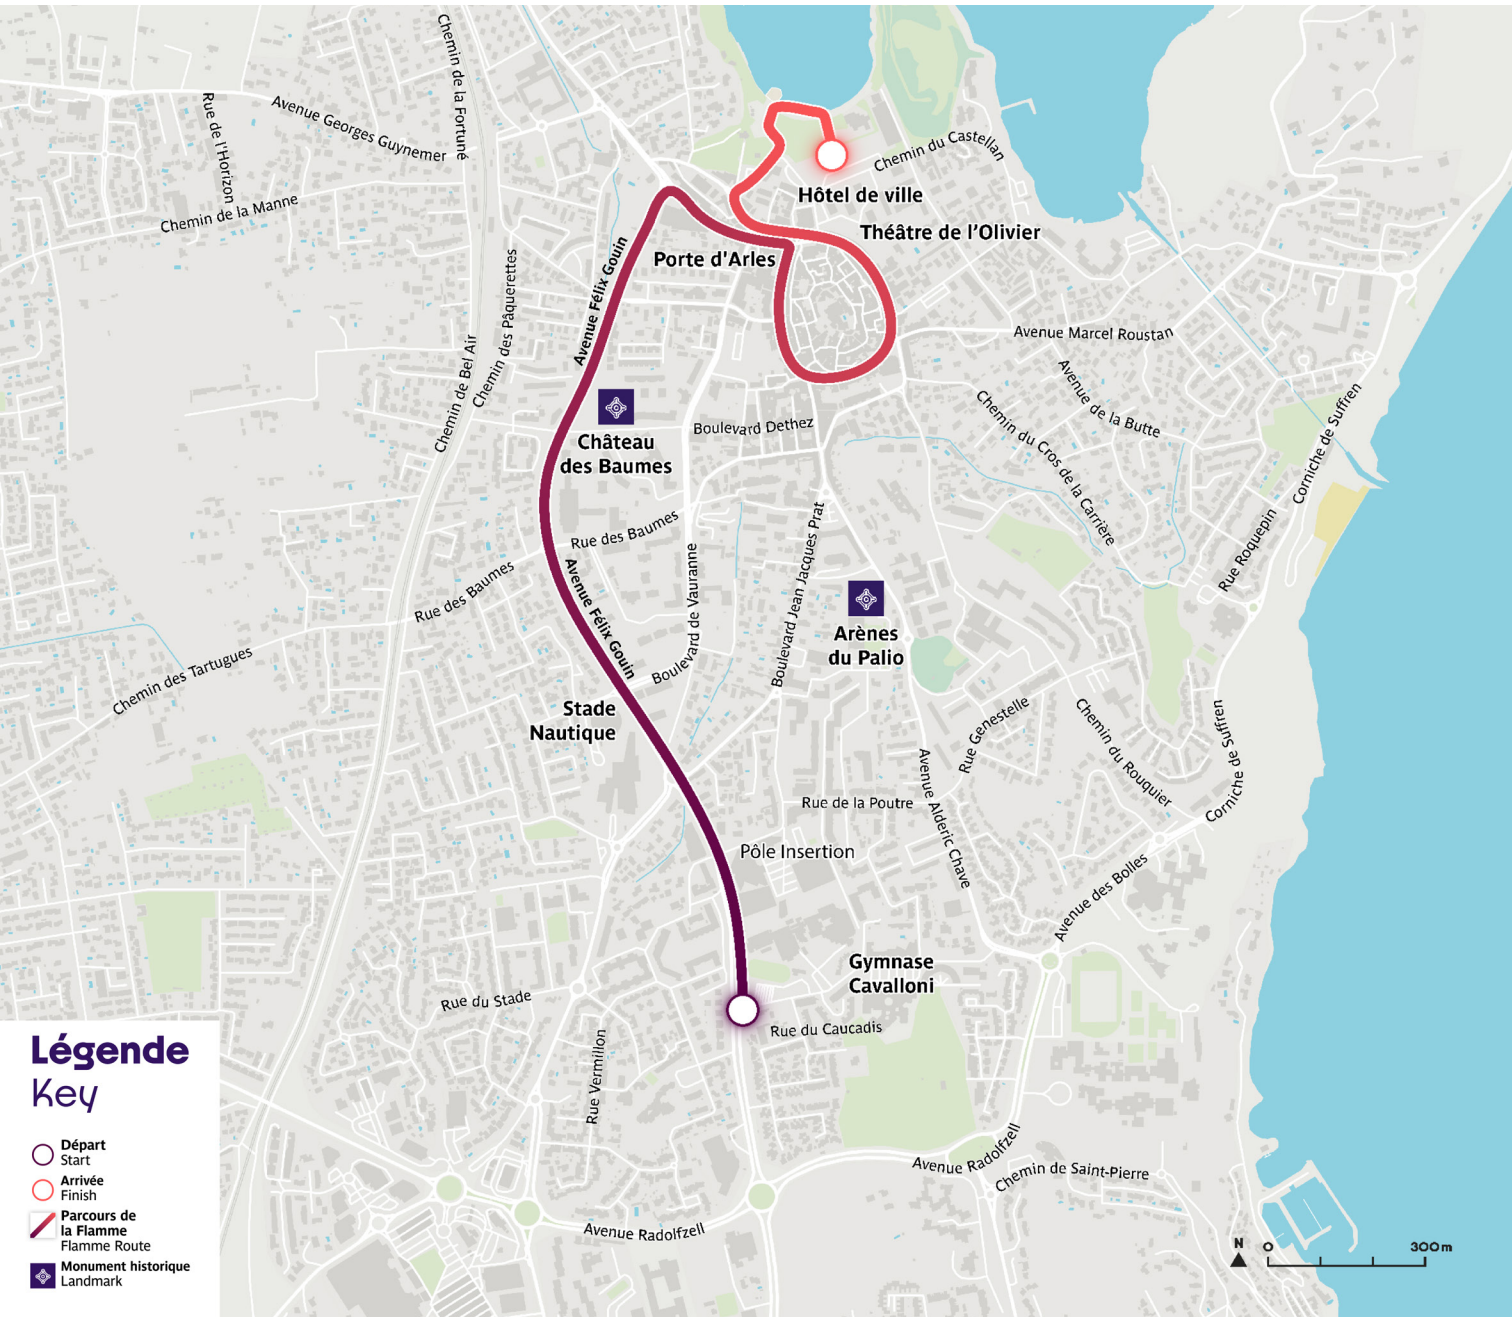 Chemin de la Fortune
Rue de l'Horizon
Avenue Georges Guynemer
Chemin de la Manne
Chemin du Castellan
Hôtel de ville
Théâtre de l'Olivier
Porte d'Arles
Avenue Félix Gouin
Chemin des Pâquerettes
Chemin de Bel Air
Avenue Marcel Roustan
Avenue de la Butte
Chemin du Cros de la Carrière
Corniche de Suffren
Château
des Baumes
Boulevard Dethez
Rue des Baumes
Rue des Baumes
Avenue Félix Gouin
Boulevard de Vauranne
Boulevard Jean Jacques Prat
Rue Roquepin
Arènes
du Palio
Chemin des Tartugues
Stade
Nautique
Rue Genestelle
Chemin du Rouquier
Corniche de Suffren
Avenue Alderic Chave
Rue de la Poutre
Pôle Insertion
Avenue des Bolles
Gymnase
Cavalloni
Rue du Stade
Rue du Caucadis
Rue Vermillon
Avenue Radolfzell
Chemin de Saint-Pierre
Avenue Radolfzell
Légende
Key
Départ
Start
Arrivée
Finish
Parcours de
la Flamme
Flamme Route
Monument historique
Landmark
N 0 300m